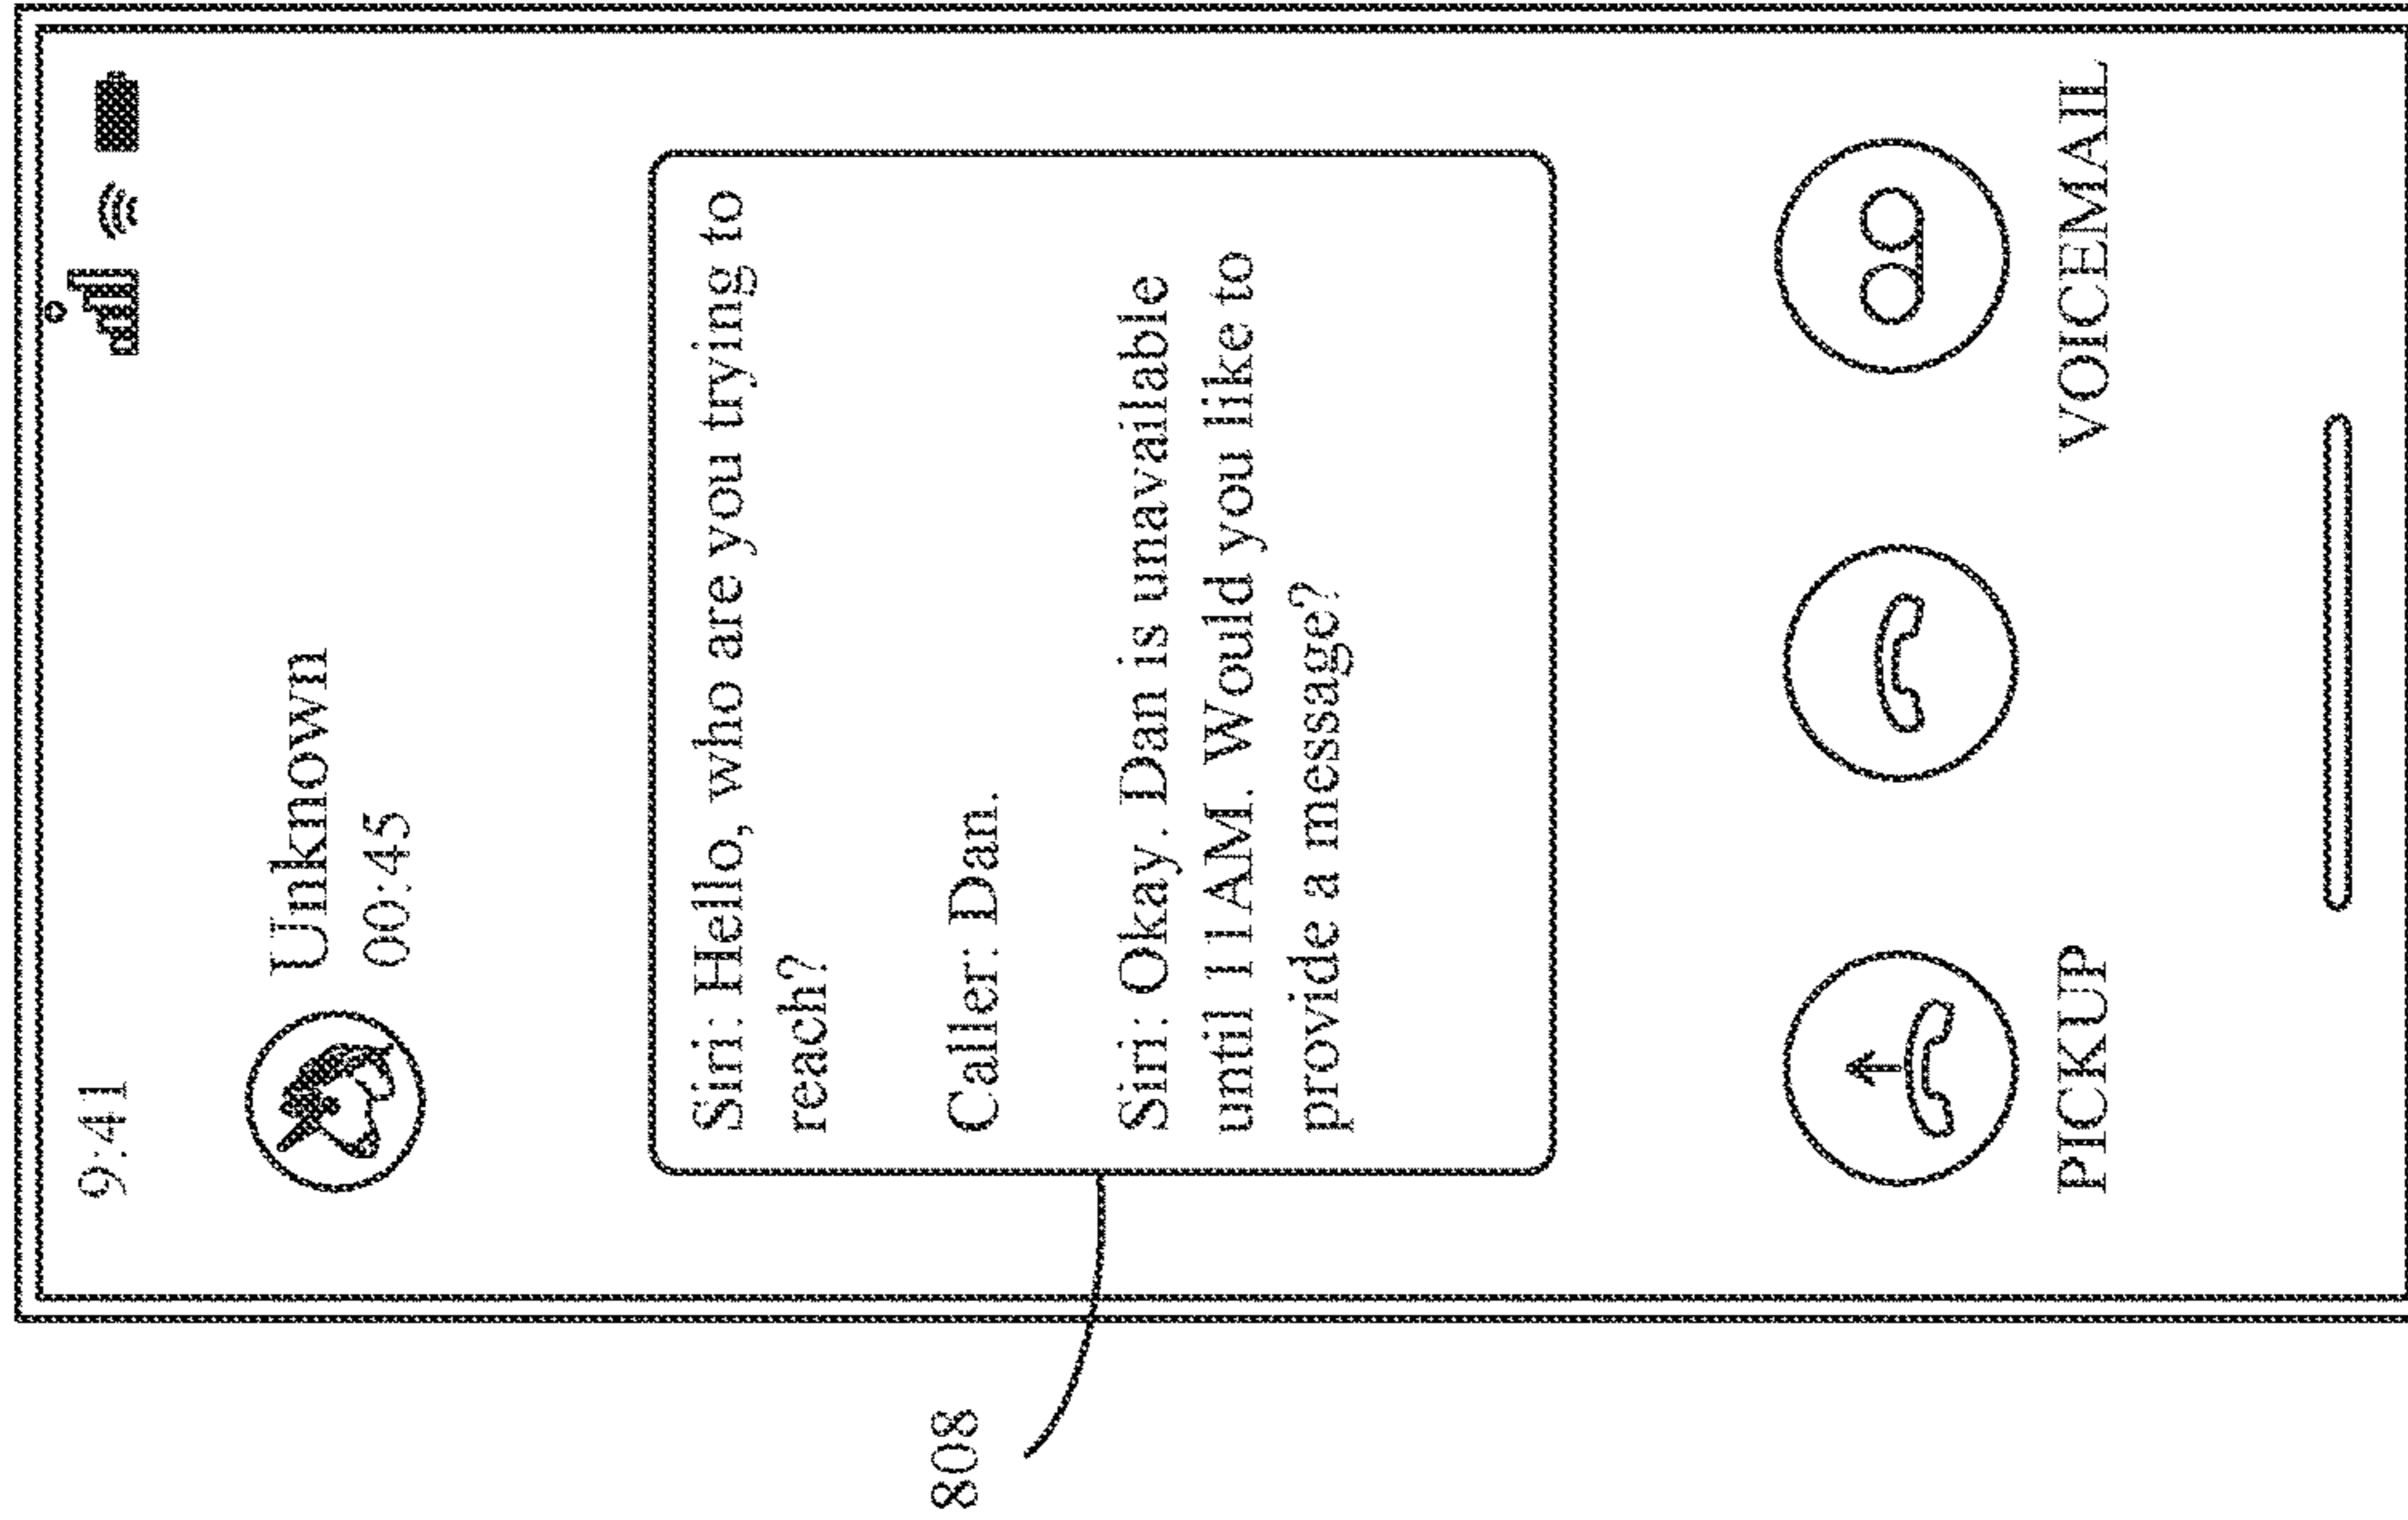 9:41
Unknown
00:45
Siri: Hello, who are you trying to
reach?
Caller: Dan.
Siri: Okay. Dan is unavailable
until 11AM. Would you like to
provide a message?
808
PICKUP
VOICEMAIL